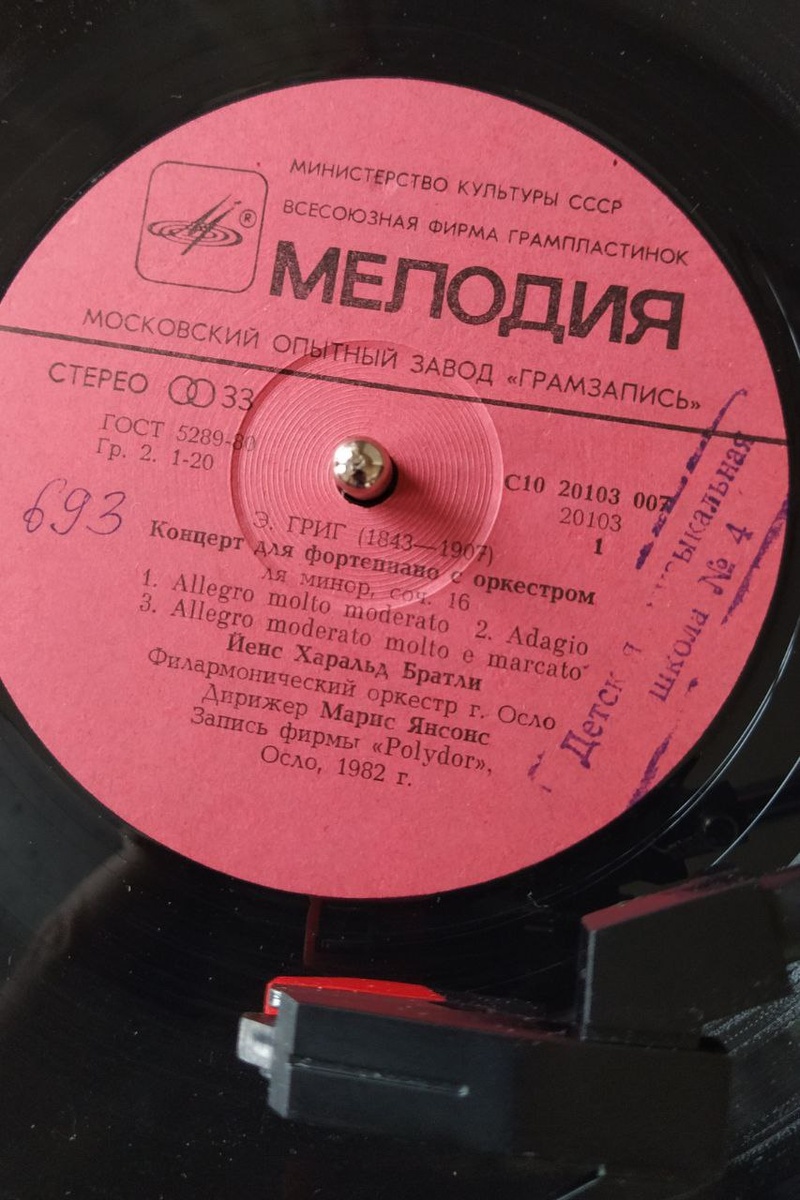 МИНИСТЕРСТВО КУЛЬТУРЫ СССР
ВСЕСОЮЗНАЯ ФИРМА ГРАМПЛАСТИНОК
®
МЕЛОДИЯ
МОСКОВСКИЙ ОПЫТНЫЙ ЗАВОД «ГРАМЗАПИСЬ»
СТЕРЕО 33
ГОСТ 5289-80
Гр. 2. 1-20
С10 20103 007
20103
1
693
Э. ГРИГ (1843—1907)
Концерт для фортепиано с оркестром
ля минор, соч. 16
1. Allegro molto moderato 2. Adagio
3. Allegro moderato molto e marcato
Йенс Харальд Братли
Филармонический оркестр г. Осло
Дирижер Марис Янсонс
Запись фирмы «Polydor»,
Осло, 1982 г.
школа № 4